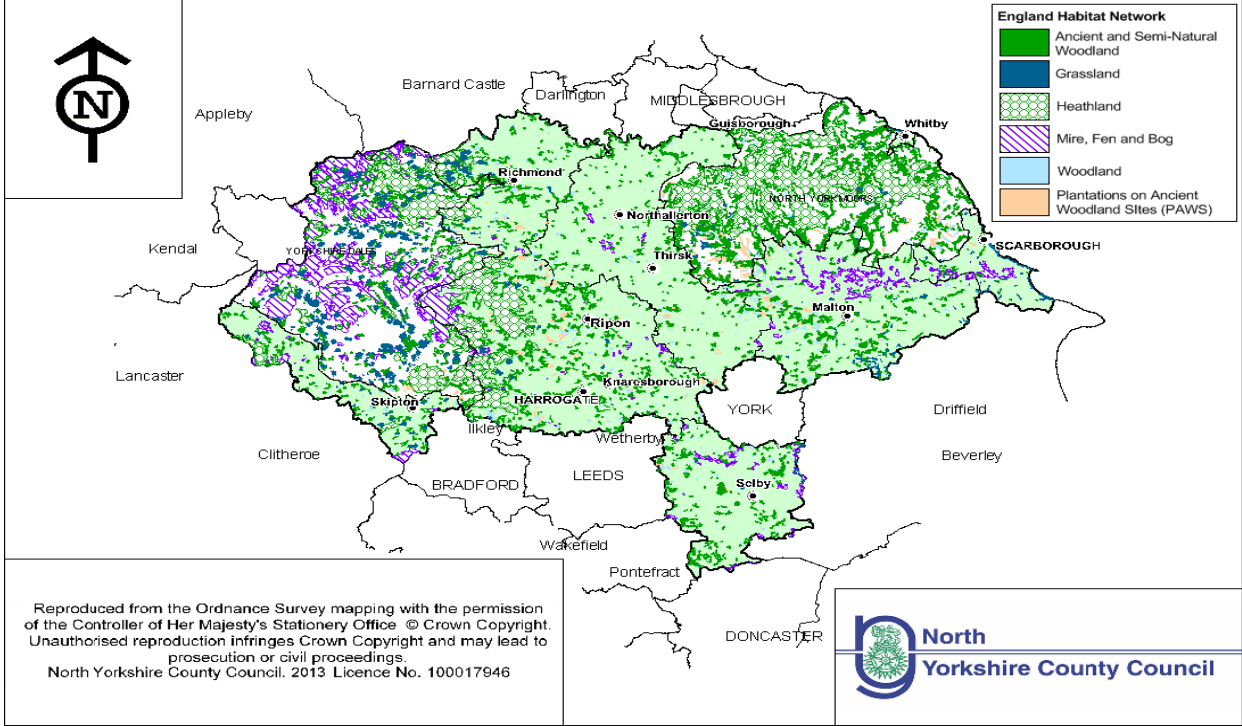 England Habitat Network
Ancient and Semi-Natural
Woodland
Grassland
Heathland
Mire, Fen and Bog
Woodland
Plantations on Ancient
Woodland SItes (PAWS)
N
Barnard Castle
Darlington
MIDDLESBROUGH
Appleby
Guisborough
Whitby
Richmond
NORTH YORK MOORS
Northallerton
Kendal
YORKSHIRE DALES
SCARBOROUGH
Thirsk
Malton
Ripon
Lancaster
Knaresborough
Skipton
HARROGATE
YORK
Driffield
Ilkley
Wetherby
Clitheroe
Beverley
LEEDS
BRADFORD
Selby
Wakefield
Pontefract
DONCASTER
Reproduced from the Ordnance Survey mapping with the permission
of the Controller of Her Majesty's Stationery Office © Crown Copyright.
Unauthorised reproduction infringes Crown Copyright and may lead to
prosecution or civil proceedings.
North Yorkshire County Council. 2013 Licence No. 100017946
North
Yorkshire County Council